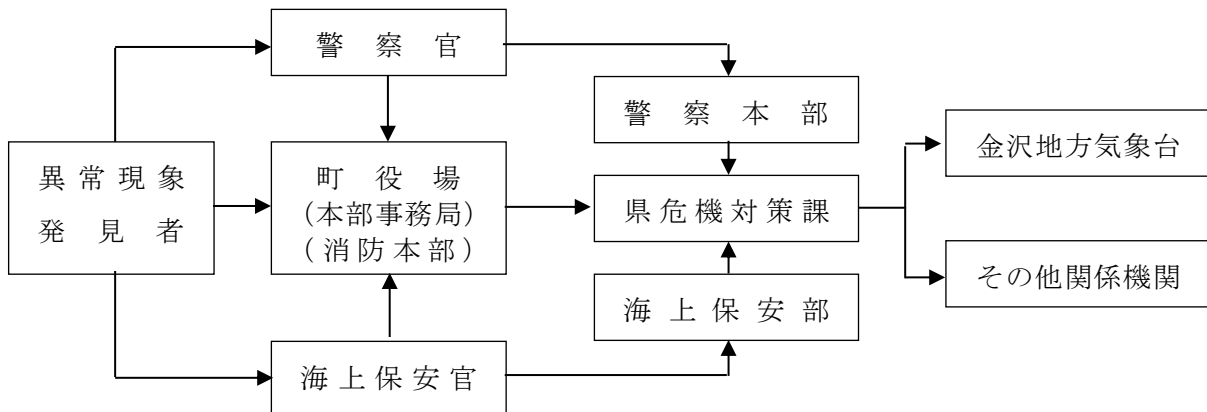 警察官
警察本部
異常現象
発見者
町役場
(本部事務局)
(消防本部)
県危機対策課
金沢地方気象台
その他関係機関
海上保安部
海上保安官